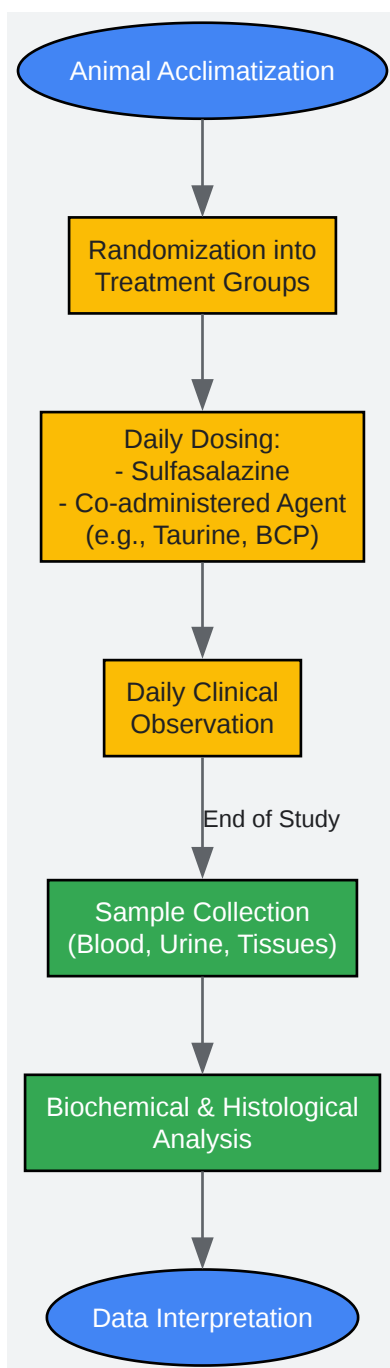 Animal Acclimatization
Randomization into
Treatment Groups
Daily Dosing:
- Sulfasalazine
- Co-administered Agent
(e.g., Taurine, BCP)
Daily Clinical
Observation
End of Study
Sample Collection
(Blood, Urine, Tissues)
Biochemical & Histological
Analysis
Data Interpretation